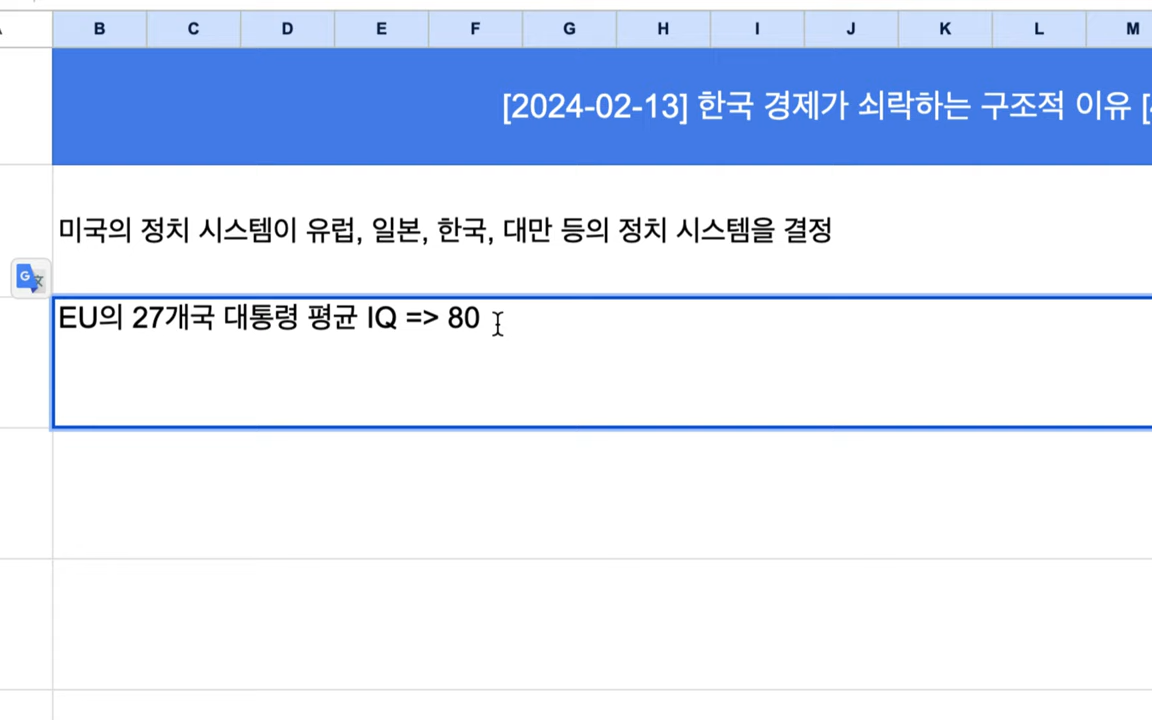 B C D E F G H I J K L M
[2024-02-13] 한국 경제가 쇠락하는 구조적 이유 [
미국의 정치 시스템이 유럽, 일본, 한국, 대만 등의 정치 시스템을 결정
EU의 27개국 대통령 평균 IQ => 80